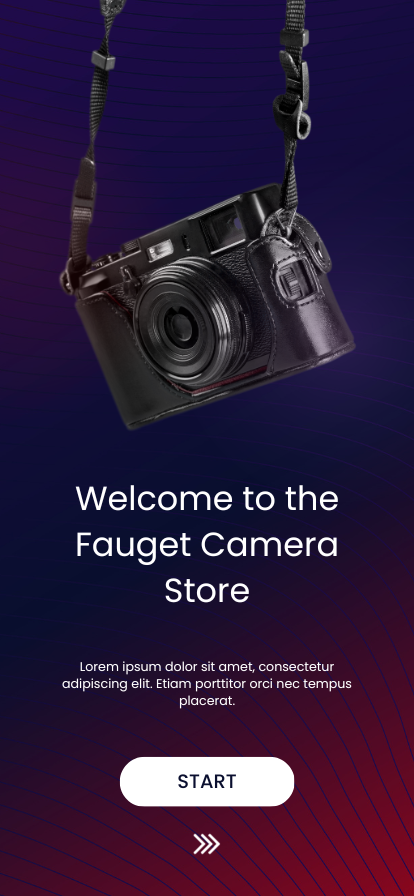 Welcome to the
Fauget Camera
Store
Lorem ipsum dolor sit amet, consectetur
adipiscing elit. Etiam porttitor orci nec tempus
placerat.
START